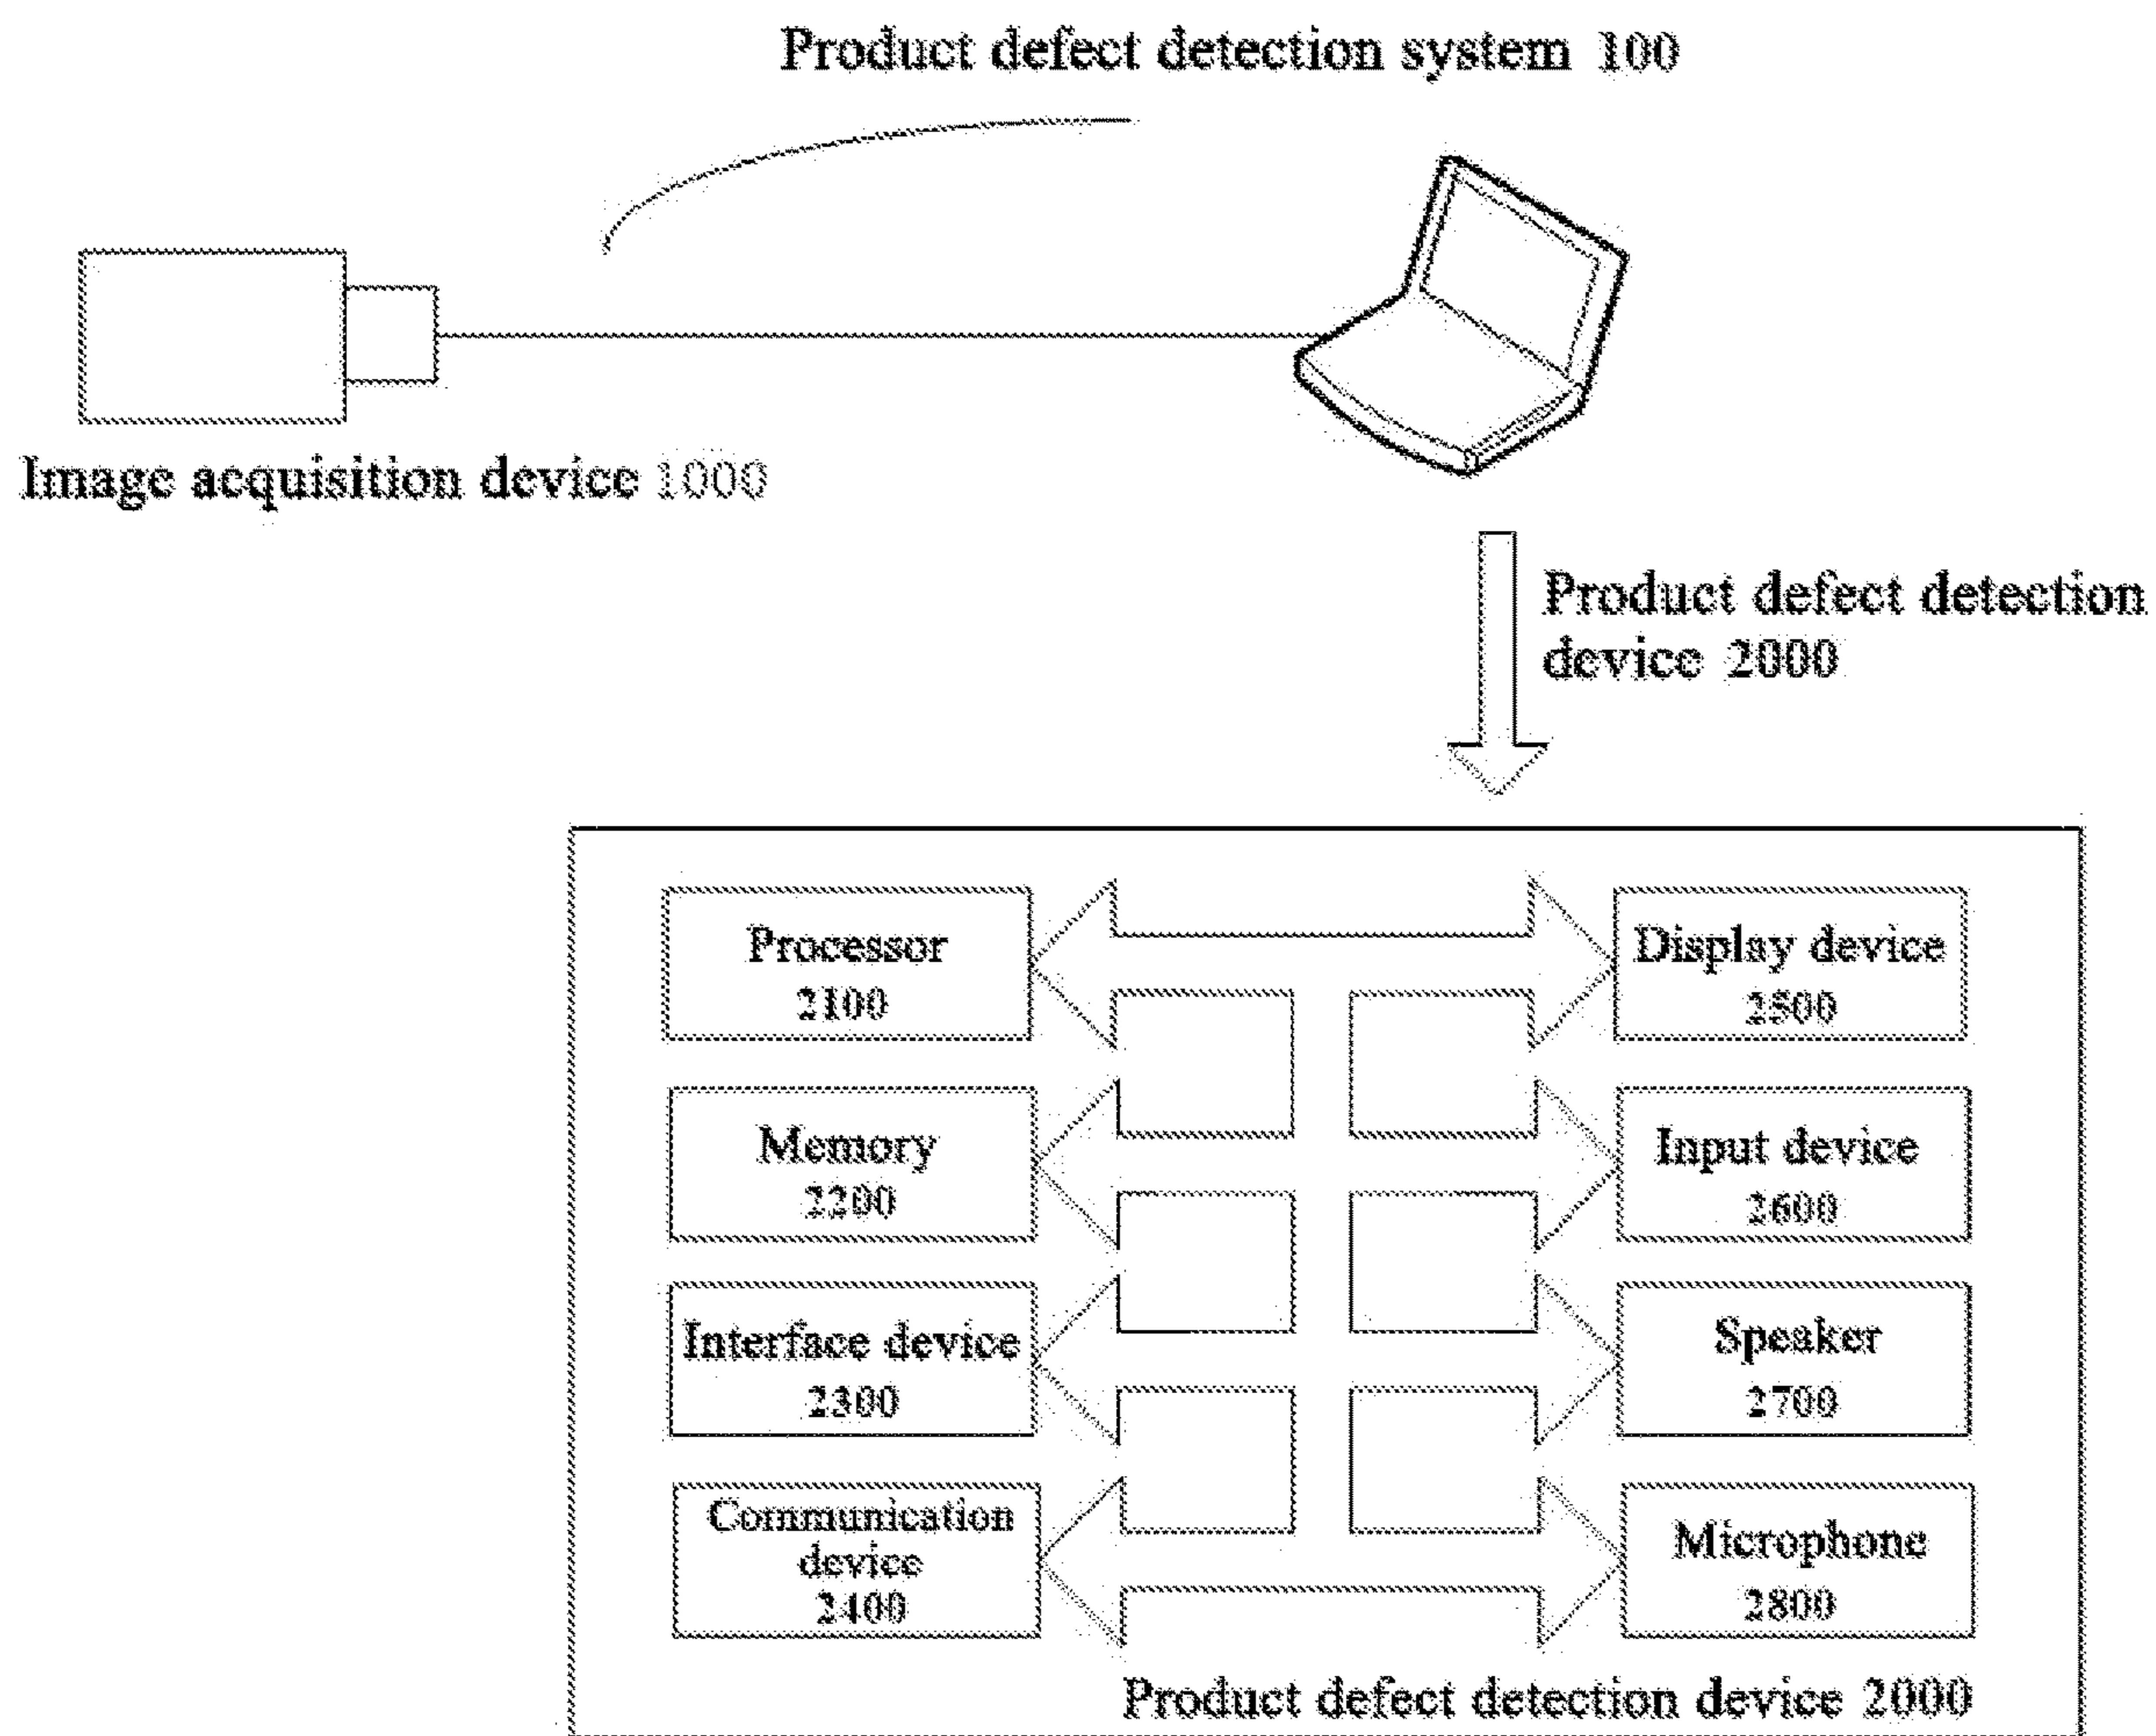 Product defect detection system 100
Image acquisition device 1000
Product defect detection
device 2000
Processor
2100
Display device
2500
Memory
2200
Input device
2600
Interface device
2300
Speaker
2700
Communication
device
2400
Microphone
2800
Product defect detection device 2000